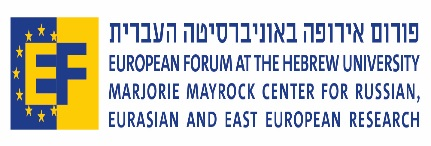 פורום אירופה באוניברסיטה העברית
EF EUROPEAN FORUM AT THE HEBREW UNIVERSITY
MARJORIE MAYROCK CENTER FOR RUSSIAN,
EURASIAN AND EAST EUROPEAN RESEARCH